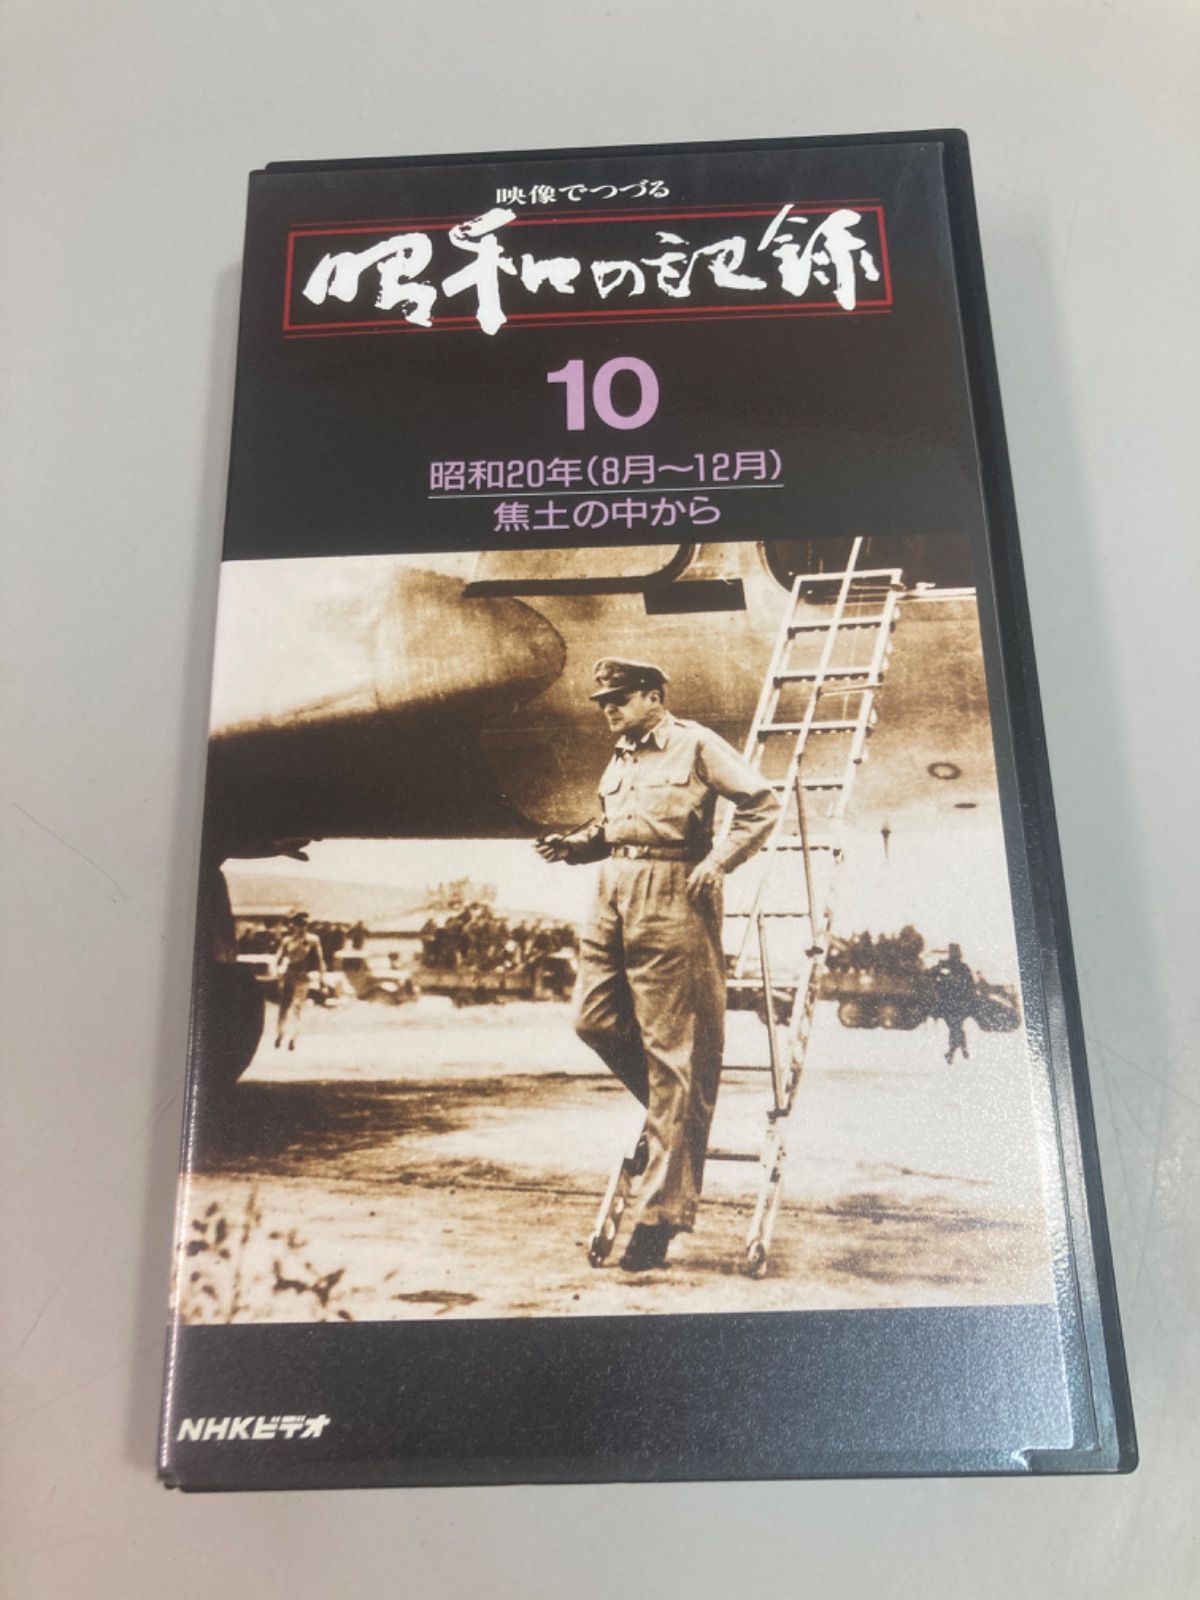 映像でつづる
昭和の記録
10
昭和20年(8月〜12月)
焦土の中から
NHKビデオ